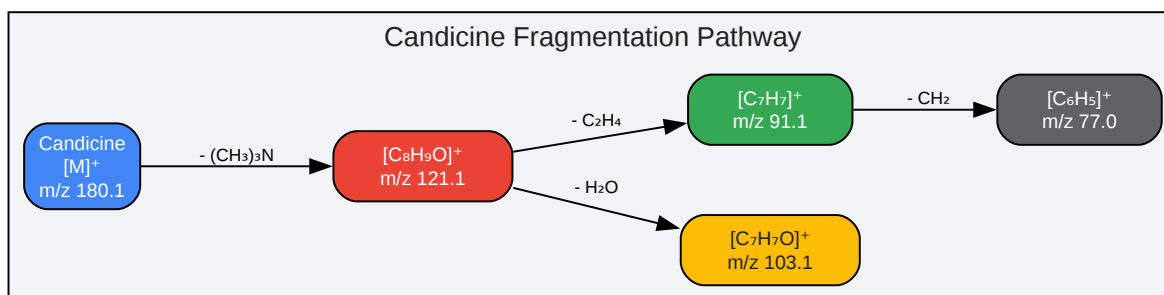 Candicine Fragmentation Pathway
Candicine
[M]⁺
m/z 180.1
- (CH₃)₃N
[C₈H₉O]⁺
m/z 121.1
- C₂H₄
[C₇H₇]⁺
m/z 91.1
- CH₂
[C₆H₅]⁺
m/z 77.0
- H₂O
[C₇H₇O]⁺
m/z 103.1